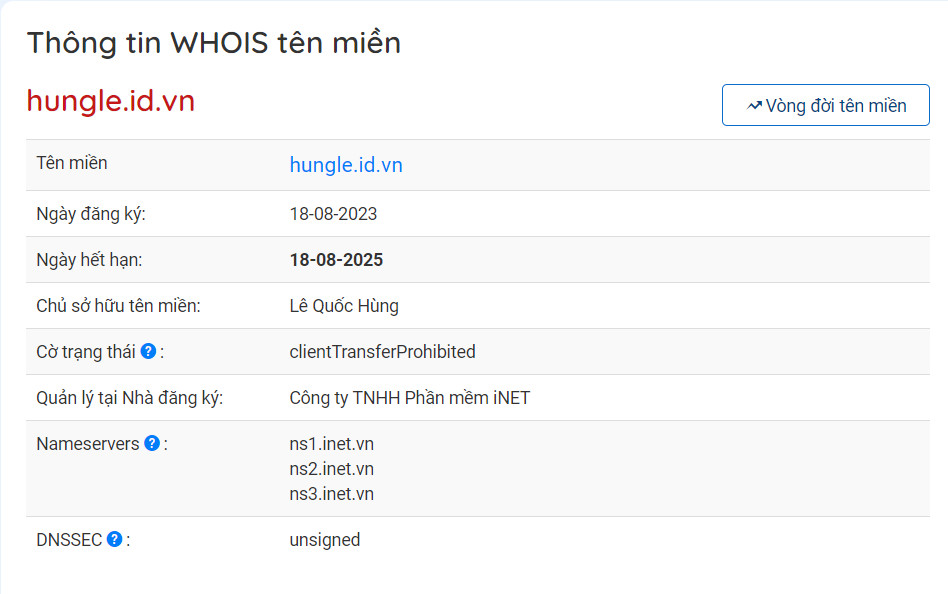 Thông tin WHOIS tên miền
hungle.id.vn
Vòng đời tên miền
Tên miền hungle.id.vn
Ngày đăng ký: 18-08-2023
Ngày hết hạn: 18-08-2025
Chủ sở hữu tên miền: Lê Quốc Hùng
Cờ trạng thái ? : clientTransferProhibited
Quản lý tại Nhà đăng ký: Công ty TNHH Phần mềm iNET
Nameservers ? : ns1.inet.vn
ns2.inet.vn
ns3.inet.vn
DNSSEC ? : unsigned